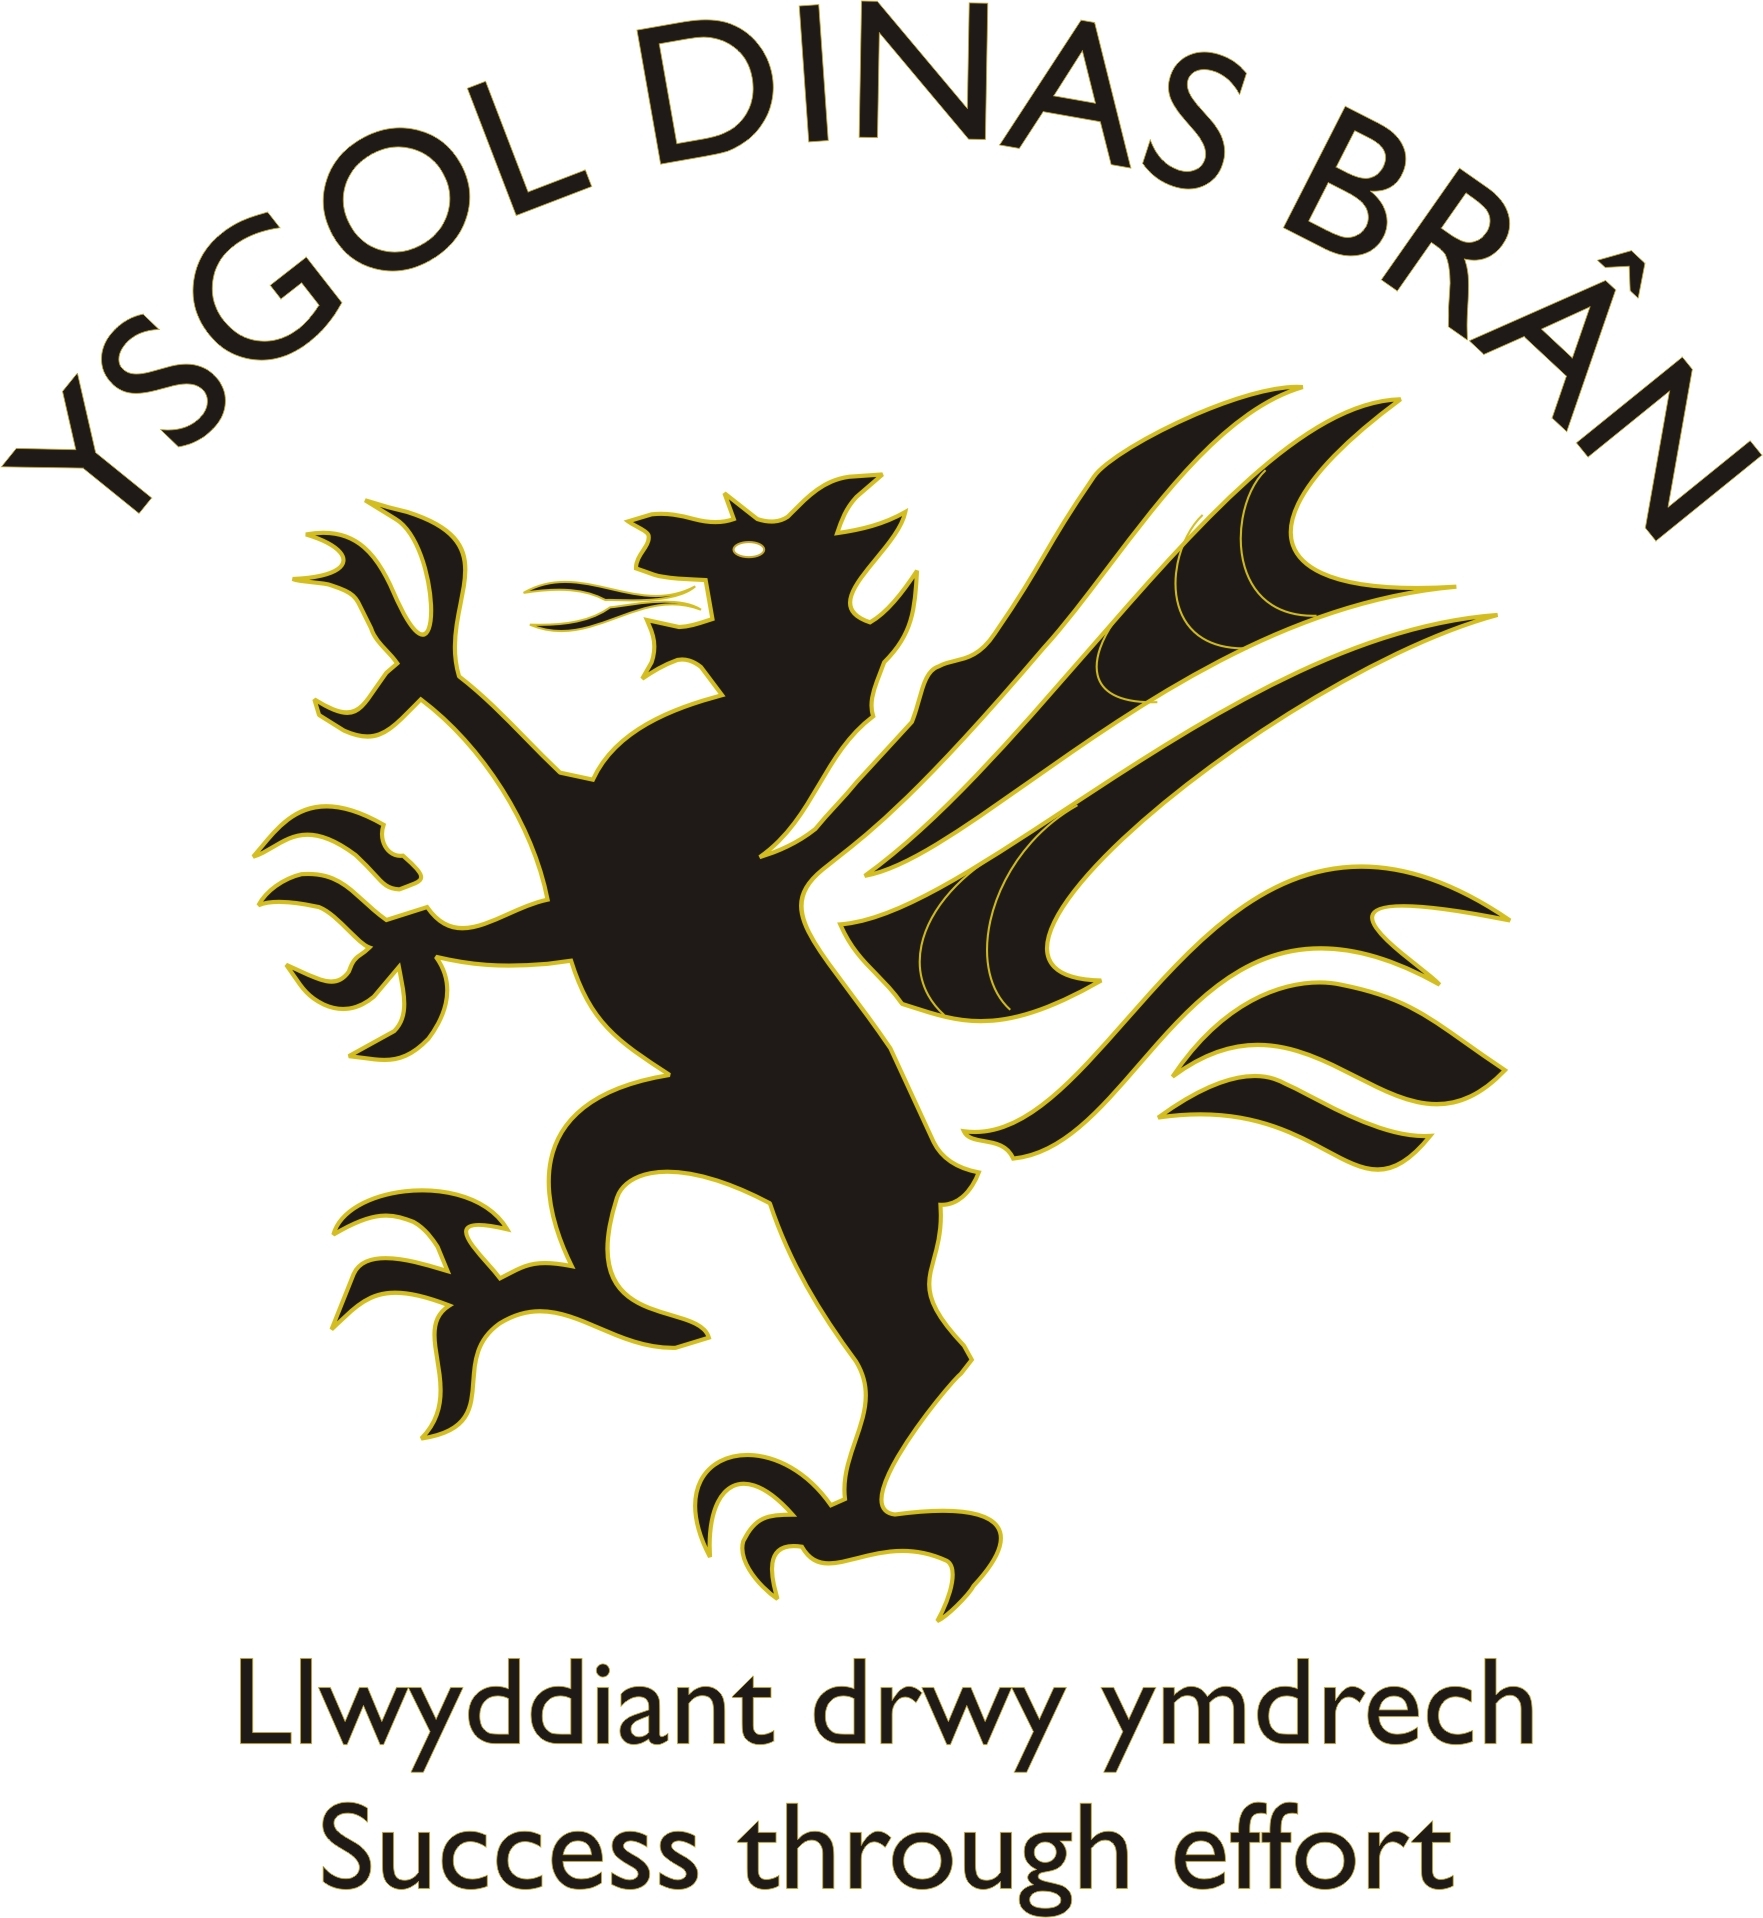 YSGOL DINAS BRÂN
Llwyddiant drwy ymdrech
Success through effort